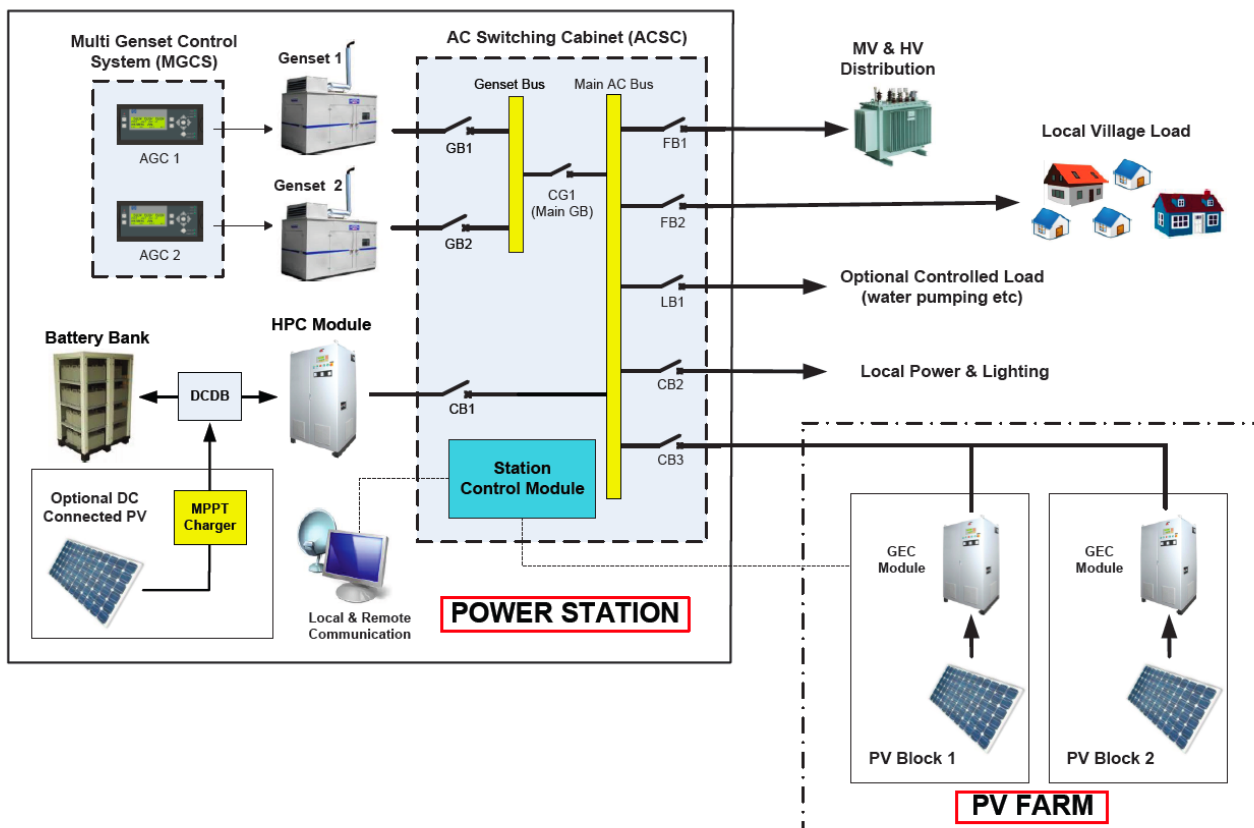 Multi Genset Control
System (MGCS)
AGC 1
AGC 2
Genset 1
Genset 2
AC Switching Cabinet (ACSC)
Genset Bus
Main AC Bus
GB1
GB2
CG1
(Main GB)
FB1
FB2
LB1
CB2
CB3
CB1
MV & HV
Distribution
Local Village Load
Optional Controlled Load
(water pumping etc)
Local Power & Lighting
Battery Bank
DCDB
HPC Module
Optional DC
Connected PV
MPPT
Charger
Station
Control Module
Local & Remote
Communication
POWER STATION
GEC
Module
PV Block 1
GEC
Module
PV Block 2
PV FARM